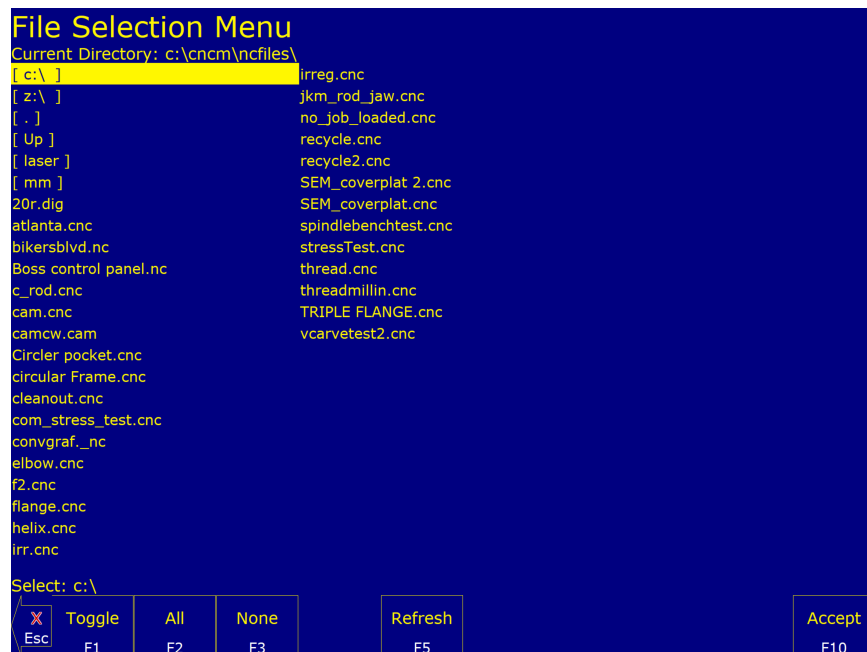 File Selection Menu
Current Directory: c:\cncm\ncfiles\
[ c:\ ]
[ z:\ ]
[ . ]
[ Up ]
[ laser ]
[ mm ]
20r.dig
atlanta.cnc
bikersblvd.nc
Boss control panel.nc
c_rod.cnc
cam.cnc
camcw.cam
Circler pocket.cnc
circular Frame.cnc
cleanout.cnc
com_stress_test.cnc
convgraf._nc
elbow.cnc
f2.cnc
flange.cnc
helix.cnc
irr.cnc
irreg.cnc
jkm_rod_jaw.cnc
no_job_loaded.cnc
recycle.cnc
recycle2.cnc
SEM_coverplat 2.cnc
SEM_coverplat.cnc
spindlebenchtest.cnc
stressTest.cnc
thread.cnc
threadmillin.cnc
TRIPLE FLANGE.cnc
vcarvetest2.cnc
Select: c:\
X Toggle All None Refresh Accept
Esc F1 F2 F3 F5 F10